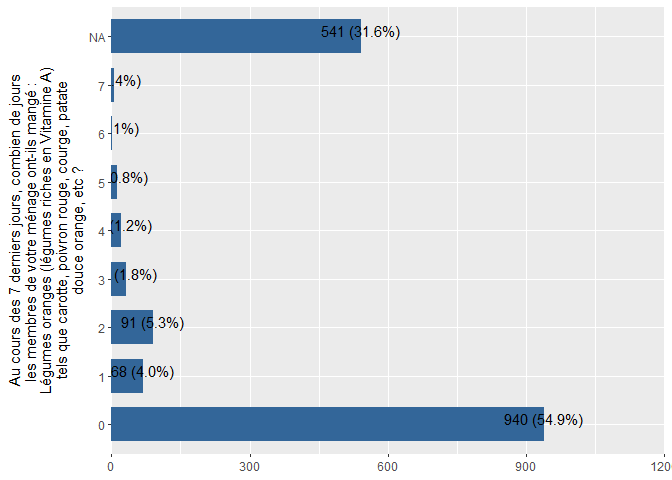 Au cours des 7 derniers jours, combien de jours
les membres de votre ménage ont-ils mangé :
Légumes oranges (légumes riches en Vitamine A)
tels que carotte, poivron rouge, courge, patate
douce orange, etc ?
NA 541 (31.6%)
7 4%)
6 1%)
5 0.8%)
4 (1.2%)
3 (1.8%)
2 91 (5.3%)
1 68 (4.0%)
0 940 (54.9%)
0 300 600 900 120